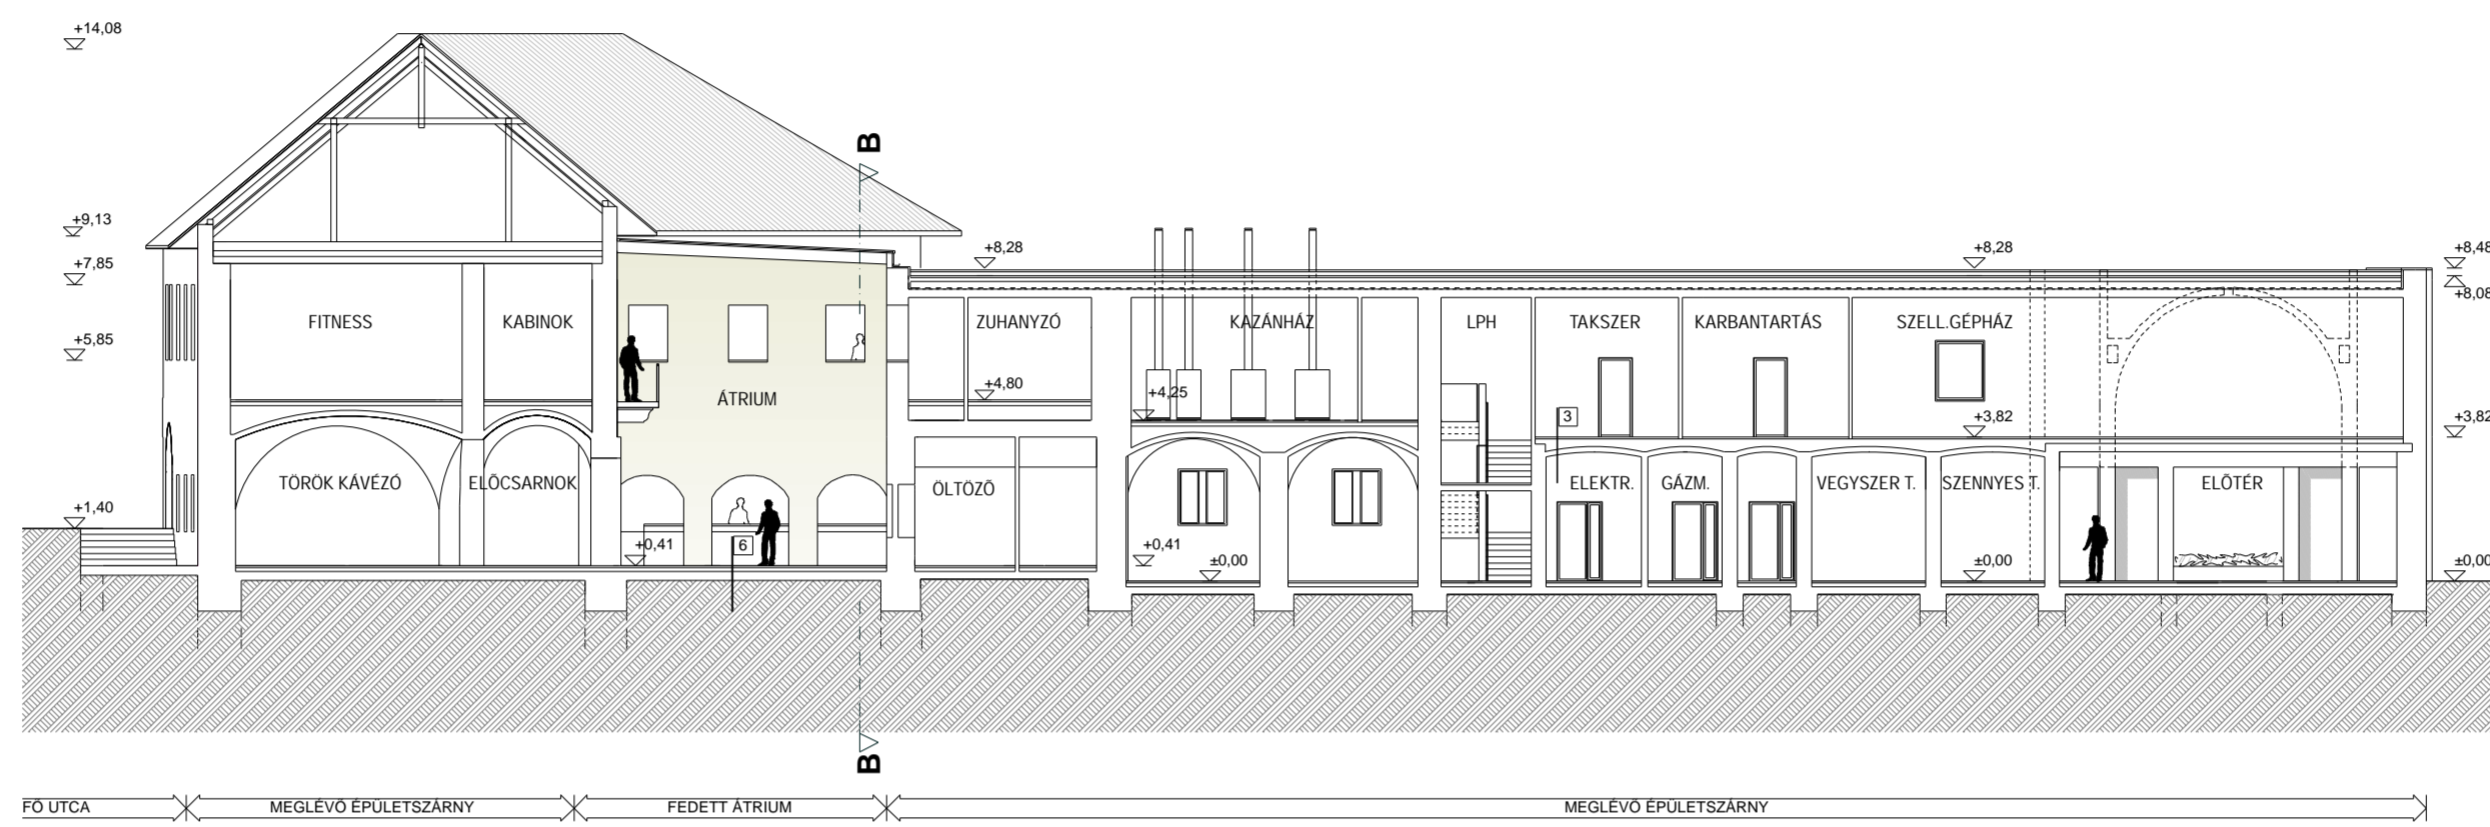 +14,08
B
+9,13
+8,28
+8,28
+8,48
+7,85
+8,08
FITNESS
KABINOK
ZUHANYZÓ
KAZÁNHÁZ
LPH
TAKSZER
KARBANTARTÁS
SZELL.GÉPHÁZ
+5,85
+4,80
+4,25
ÁTRIUM
3
+3,82
+3,82
TÖRÖK KÁVÉZÓ
ELŐCSARNOK
ÖLTÖZŐ
ELEKTR.
GÁZM.
VEGYSZER T.
SZENNYES T.
ELŐTÉR
+1,40
+0,41
6
+0,41
±0,00
±0,00
±0,00
B
FŐ UTCA
MEGLÉVŐ ÉPÜLETSZÁRNY
FEDETT ÁTRIUM
MEGLÉVŐ ÉPÜLETSZÁRNY